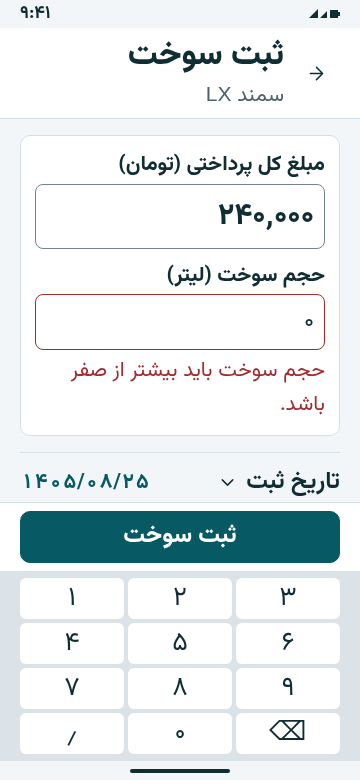 ۹:۴۱
ثبت سوخت
سمند LX
مبلغ کل پرداختی (تومان)
۲۴۰,۰۰۰
حجم سوخت (لیتر)
۰
حجم سوخت باید بیشتر از صفر
باشد.
تاریخ ثبت
۱۴۰۵/۰۸/۲۵
ثبت سوخت
۱ ۲ ۳
۴ ۵ ۶
۷ ۸ ۹
/ ۰ ⌫